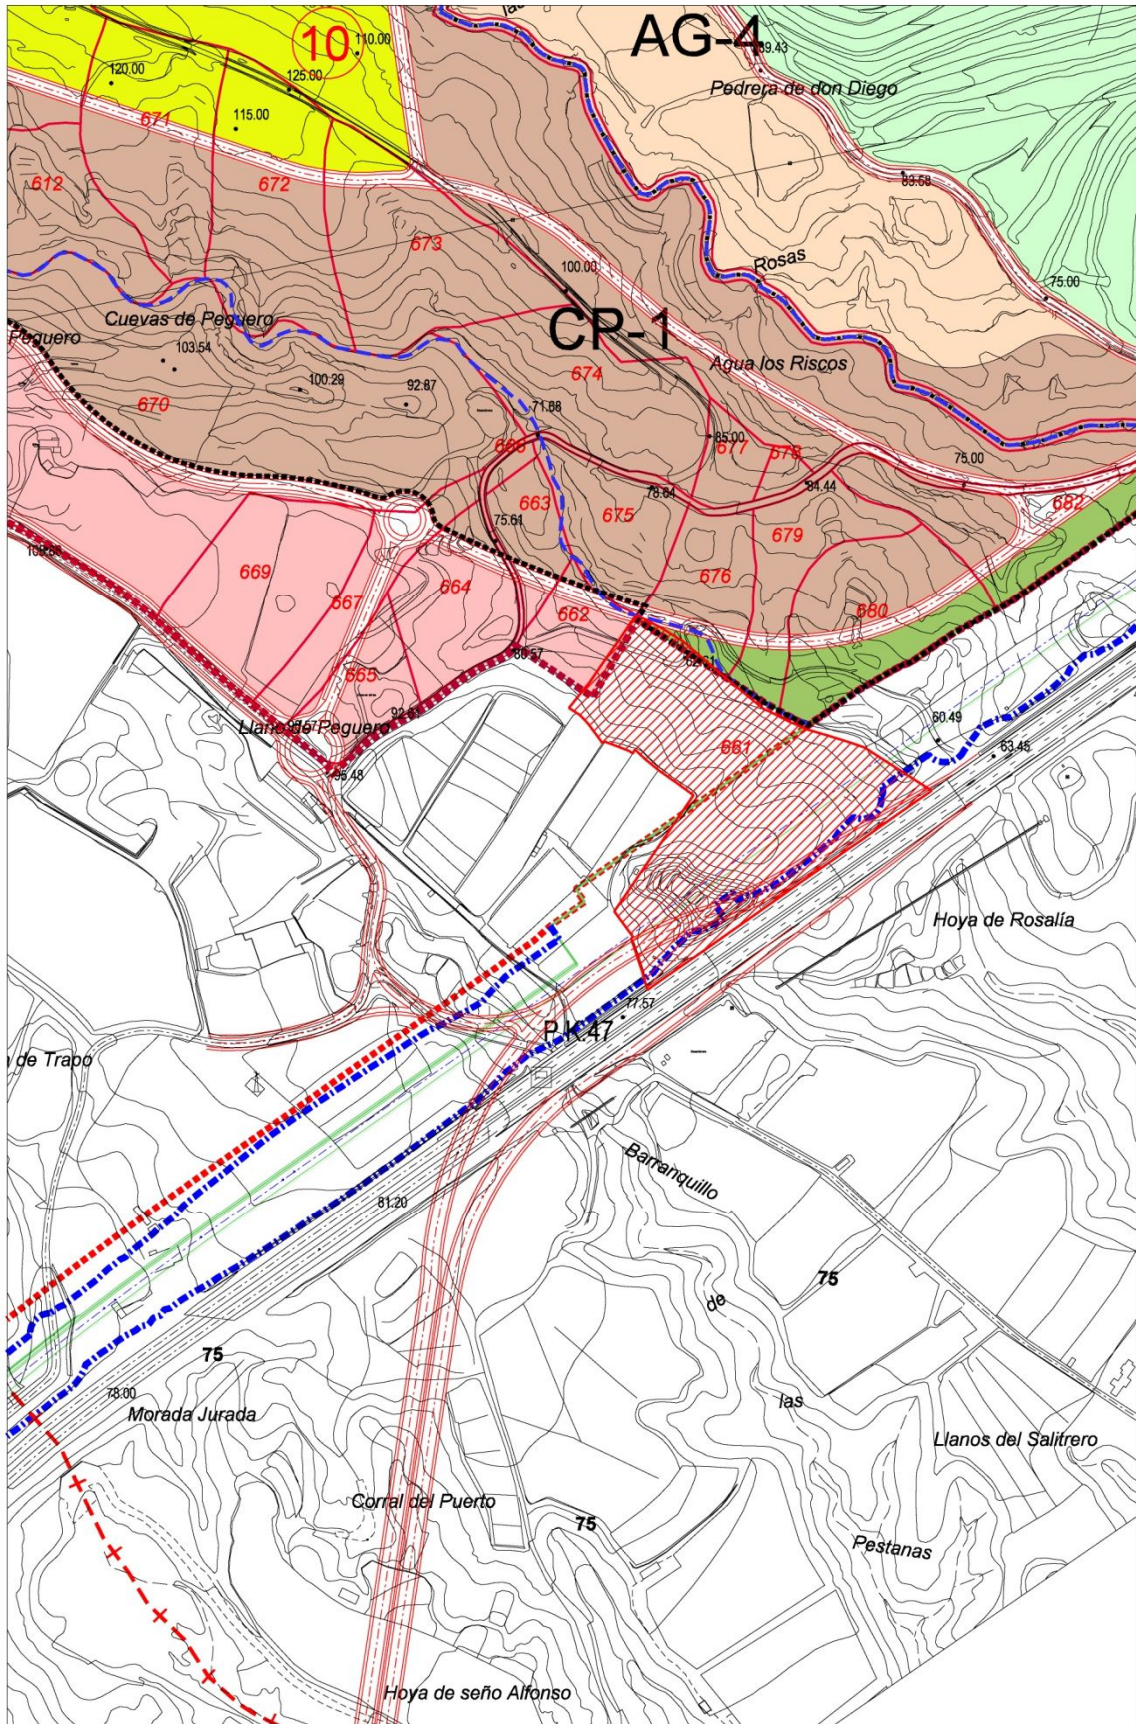 las
AG-4
10
110.00
89.43
120.00
125.00
Pedrera de don Diego
671
115.00
612
672
83.68
673
Rosas
100.00
75.00
Cuevas de Peguero
CP-1
Peguero
103.54
Agua los Riscos
674
100.29
92.87
670
71.68
85.00
666
677
678
75.00
78.64
84.44
663
682
675
75.61
679
669
664
676
667
662
680
80.57
665
92.61
Llano de Peguero
661
60.49
63.45
95.48
Hoya de Rosalía
77.57
P.K.47
de Trapo
Barranquillo
81.20
75
de
75
78.00
Morada Jurada
las
Llanos del Salitrero
Corral del Puerto
75
Pestanas
Hoya de seño Alfonso